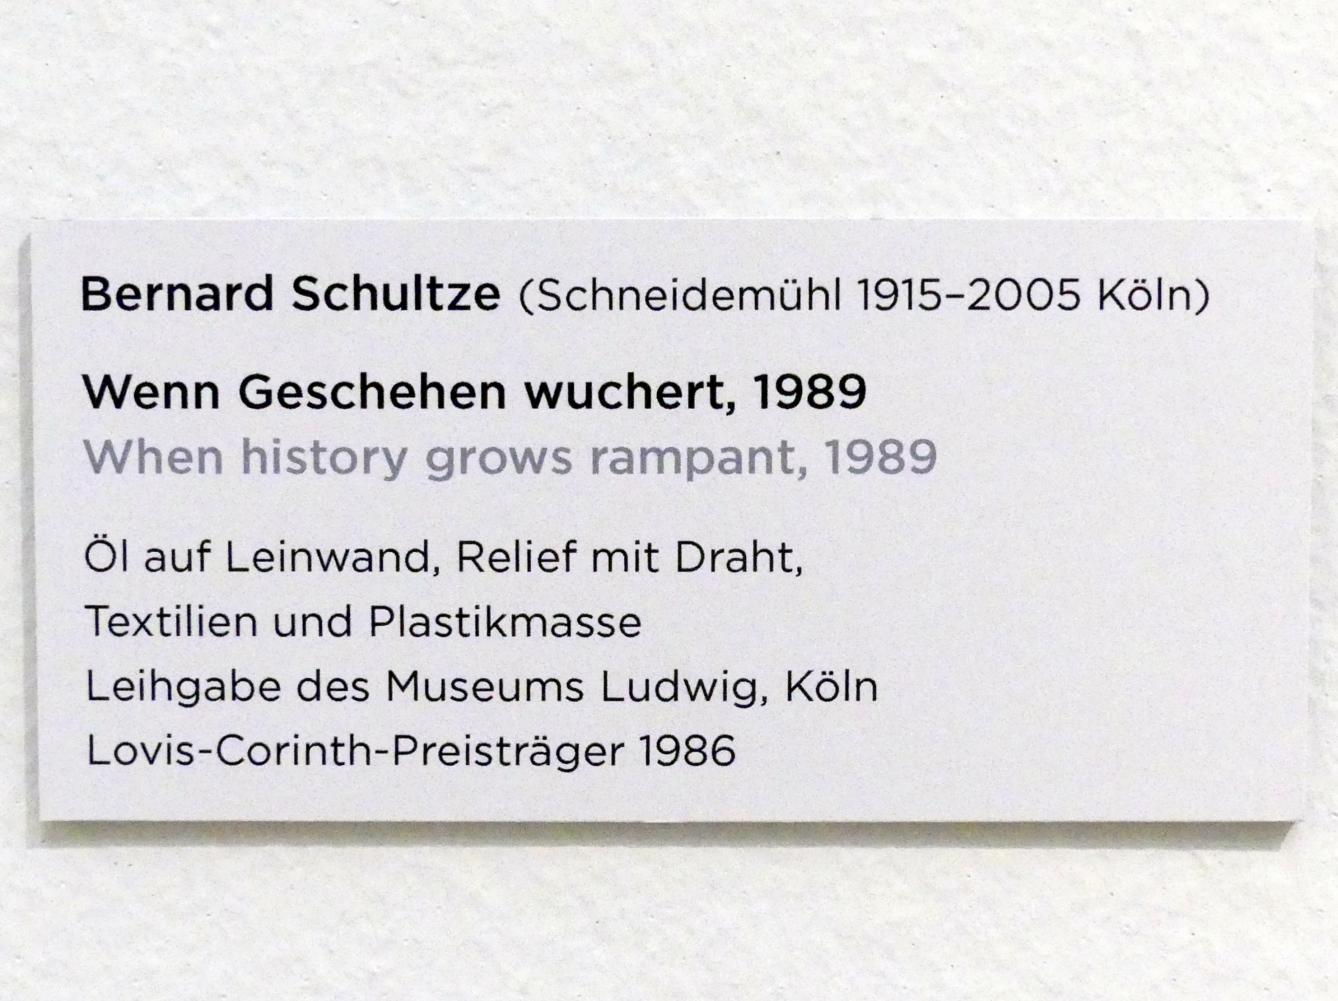 Bernard Schultze (Schneidemühl 1915–2005 Köln)
Wenn Geschehen wuchert, 1989
When history grows rampant, 1989
Öl auf Leinwand, Relief mit Draht,
Textilien und Plastikmasse
Leihgabe des Museums Ludwig, Köln
Lovis-Corinth-Preisträger 1986